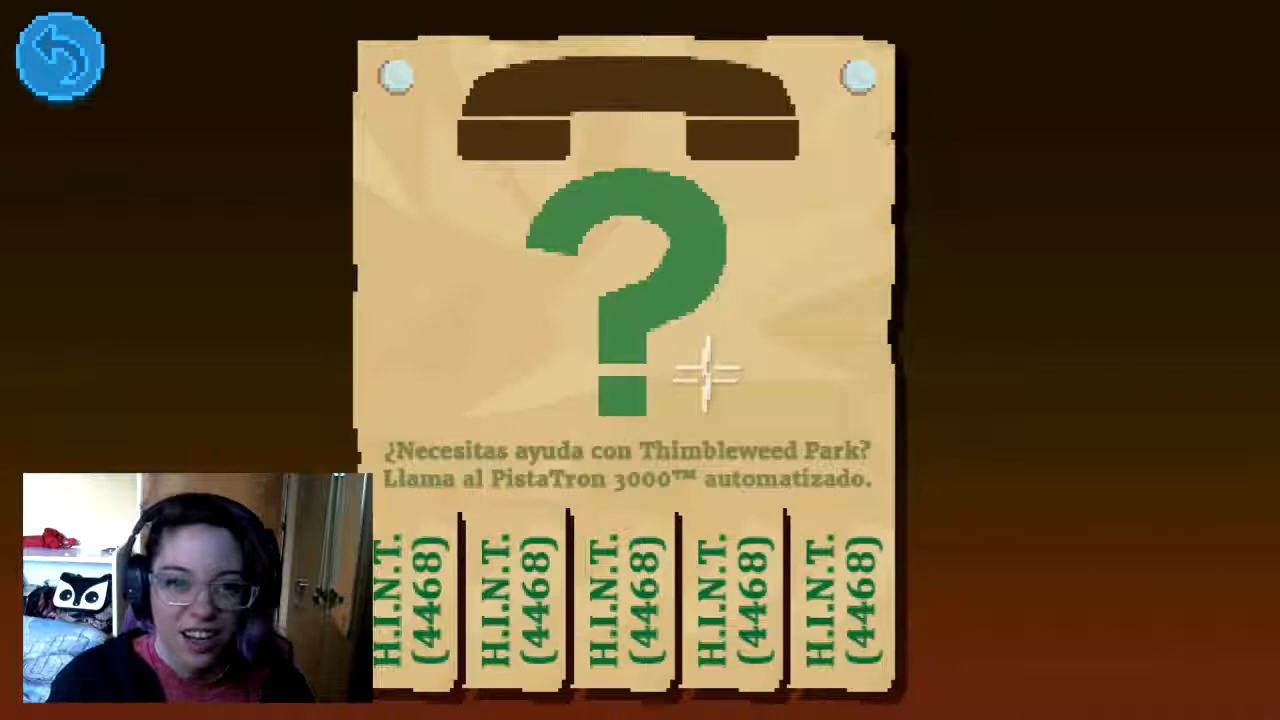 ¿Necesitas ayuda con Thimbleweed Park?
Llama al PistaTron 3000™ automatizado.
H.I.N.T.
(4468)
H.I.N.T.
(4468)
H.I.N.T.
(4468)
H.I.N.T.
(4468)
H.I.N.T.
(4468)